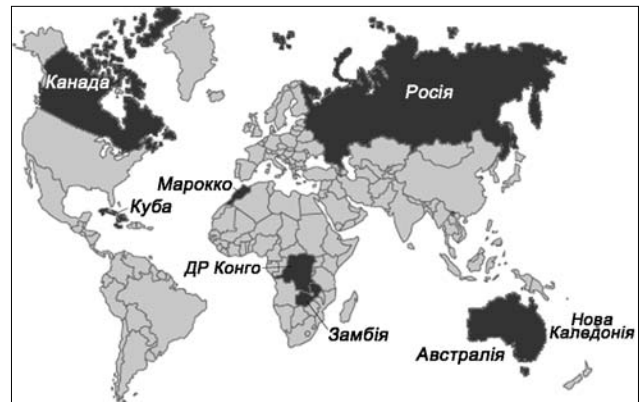 Канада
Росія
Марокко
Куба
ДР Конго
Замбія
Австралія
Нова
Каледонія